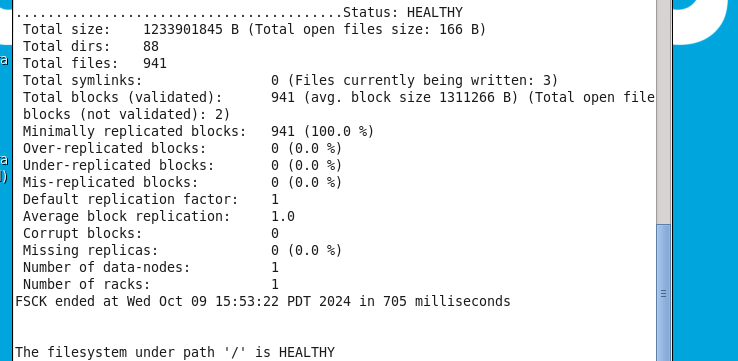 ........................................Status: HEALTHY
Total size:    1233901845 B (Total open files size: 166 B)
Total dirs:    88
Total files:   941
Total symlinks:                0 (Files currently being written: 3)
Total blocks (validated):      941 (avg. block size 1311266 B) (Total open file
blocks (not validated): 2)
Minimally replicated blocks:   941 (100.0 %)
Over-replicated blocks:        0 (0.0 %)
Under-replicated blocks:       0 (0.0 %)
Mis-replicated blocks:         0 (0.0 %)
Default replication factor:    1
Average block replication:     1.0
Corrupt blocks:                0
Missing replicas:              0 (0.0 %)
Number of data-nodes:          1
Number of racks:               1
FSCK ended at Wed Oct 09 15:53:22 PDT 2024 in 705 milliseconds
The filesystem under path '/' is HEALTHY
a
a
)